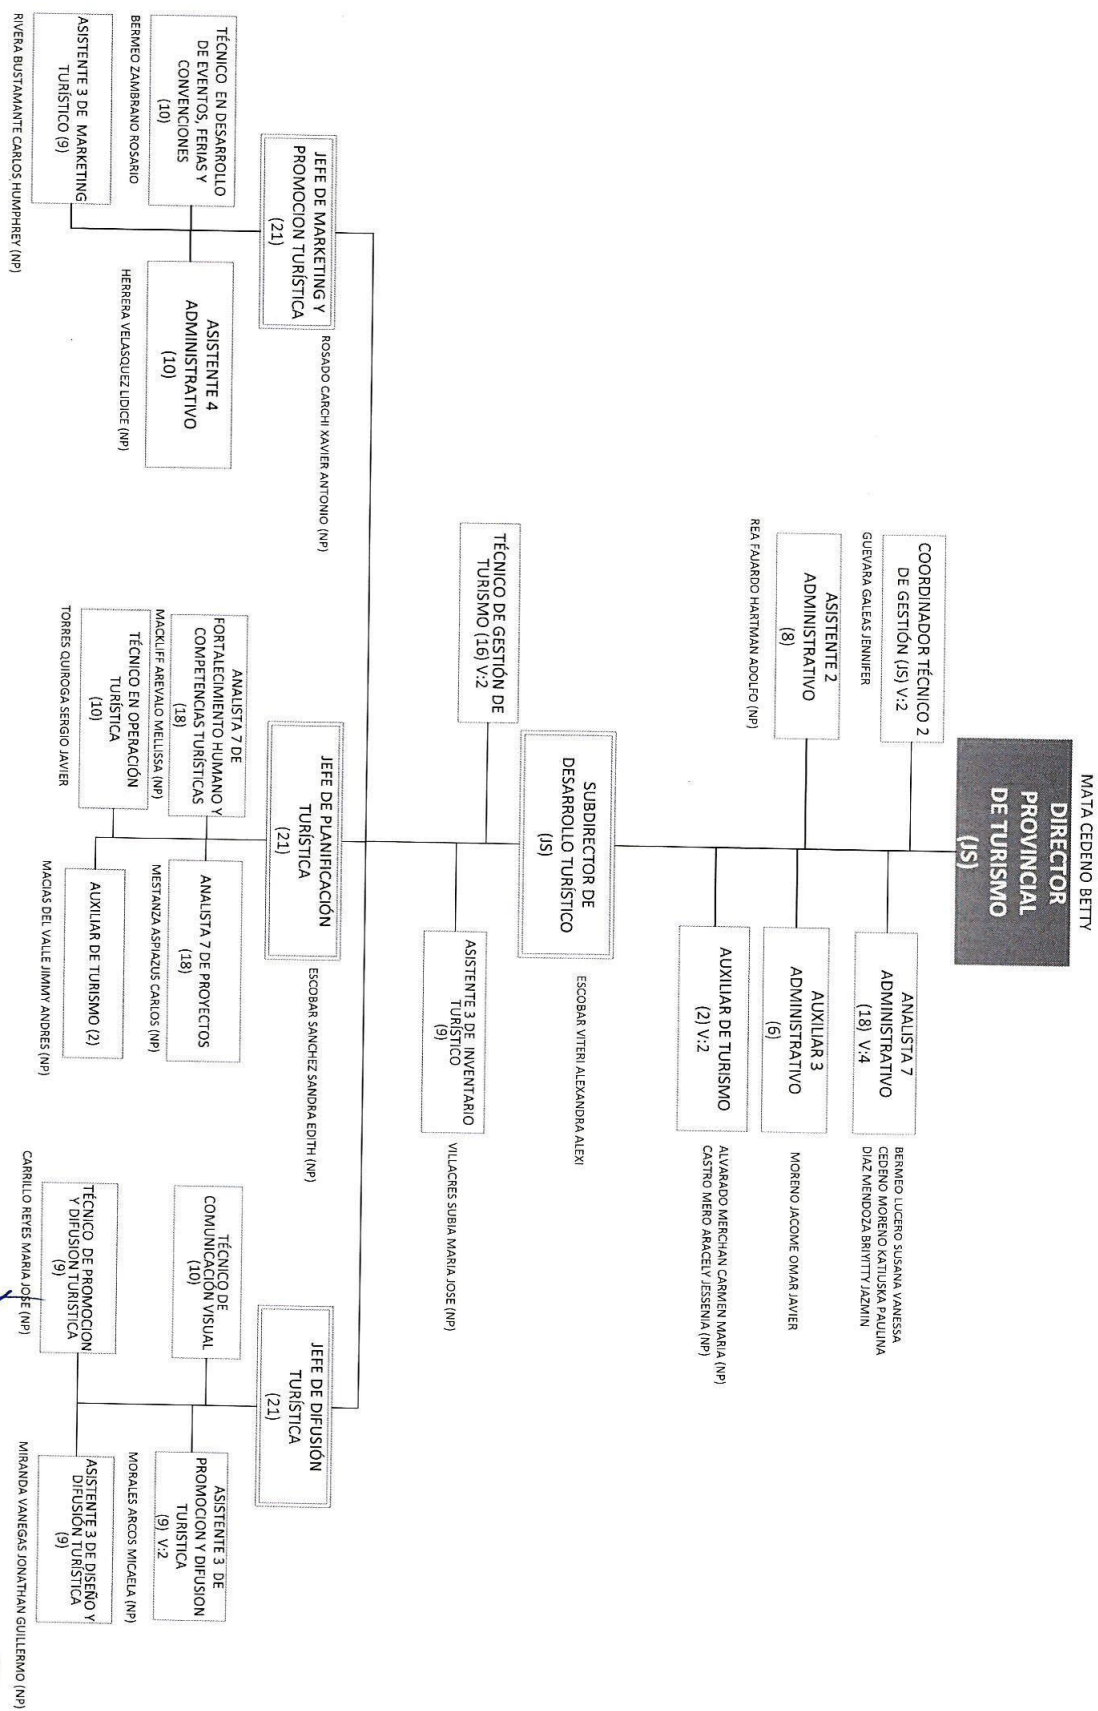 MATA CEDENO BETTY
DIRECTOR
PROVINCIAL
DE TURISMO
(JS)
COORDINADOR TÉCNICO 2
DE GESTIÓN (JS) V:2
GUEVARA GALEAS JENNIFER
ANALISTA 7
ADMINISTRATIVO
(18) V:4
BERMEO LUCERO SUSANA VANESSA
CEDENO MORENO KATIUSKA PAULINA
DIAZ MENDOZA BRIYITTY JAZMIN
ASISTENTE 2
ADMINISTRATIVO
(8)
REA FAJARDO HARTMAN ADOLFO (NP)
AUXILIAR 3
ADMINISTRATIVO
(6)
MORENO JACOME OMAR JAVIER
AUXILIAR DE TURISMO
(2) V:2
ALVARADO MERCHAN CARMEN MARIA (NP)
CASTRO MERO ARACELY JESSENIA (NP)
SUBDIRECTOR DE
DESARROLLO TURÍSTICO
(JS)
ESCOBAR VITERI ALEXANDRA ALEXI
TÉCNICO DE GESTIÓN DE
TURISMO (16) V:2
ASISTENTE 3 DE INVENTARIO
TURÍSTICO
(9)
VILLACRES SUBIA MARIA JOSE (NP)
JEFE DE MARKETING Y
PROMOCION TURÍSTICA
(21)
ROSADO CARCHI XAVIER ANTONIO (NP)
TÉCNICO EN DESARROLLO
DE EVENTOS, FERIAS Y
CONVENCIONES
(10)
BERMEO ZAMBRANO ROSARIO
ASISTENTE 4
ADMINISTRATIVO
(10)
HERRERA VELASQUEZ LIDICE (NP)
ASISTENTE 3 DE MARKETING
TURÍSTICO (9)
RIVERA BUSTAMANTE CARLOS HUMPHREY (NP)
JEFE DE PLANIFICACIÓN
TURÍSTICA
(21)
ESCOBAR SANCHEZ SANDRA EDITH (NP)
ANALISTA 7 DE
FORTALECIMIENTO HUMANO Y
COMPETENCIAS TURÍSTICAS
(18)
MACKLIFF AREVALO MELLISSA (NP)
ANALISTA 7 DE PROYECTOS
(18)
MESTANZA ASPIAZUS CARLOS (NP)
TÉCNICO EN OPERACIÓN
TURÍSTICA
(10)
TORRES QUIROGA SERGIO JAVIER
AUXILIAR DE TURISMO (2)
MACIAS DEL VALLE JIMMY ANDRES (NP)
JEFE DE DIFUSIÓN
TURÍSTICA
(21)
TÉCNICO DE
COMUNICACIÓN VISUAL
(10)
ASISTENTE 3 DE
PROMOCION Y DIFUSION
TURISTICA
(9) V:2
MORALES ARCOS MICAELA (NP)
TÉCNICO DE PROMOCION
Y DIFUSION TURISTICA
(9)
CARRILLO REYES MARIA JOSE (NP)
ASISTENTE 3 DE DISEÑO Y
DIFUSIÓN TURÍSTICA
(9)
MIRANDA VANEGAS JONATHAN GUILLERMO (NP)